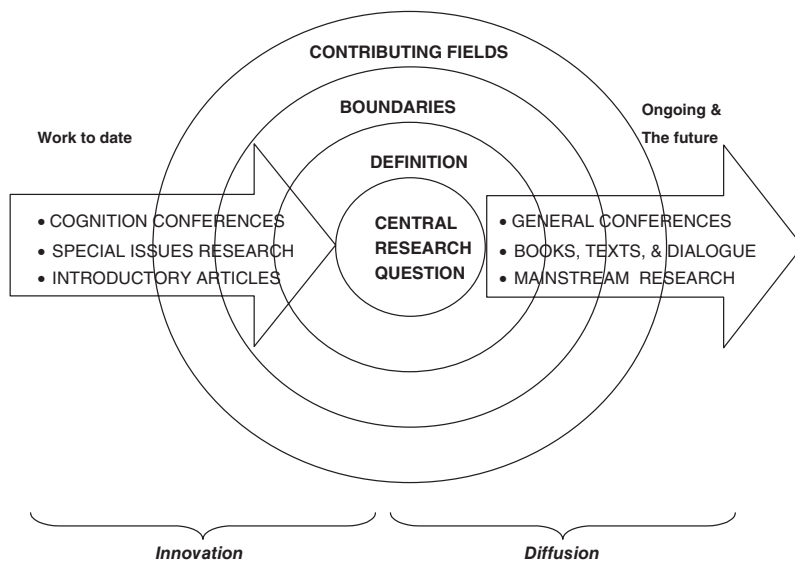 CONTRIBUTING FIELDS
BOUNDARIES
DEFINITION
Work to date
Ongoing &
The future
• COGNITION CONFERENCES
• SPECIAL ISSUES RESEARCH
• INTRODUCTORY ARTICLES
CENTRAL
RESEARCH
QUESTION
• GENERAL CONFERENCES
• BOOKS, TEXTS, & DIALOGUE
• MAINSTREAM RESEARCH
Innovation
Diffusion